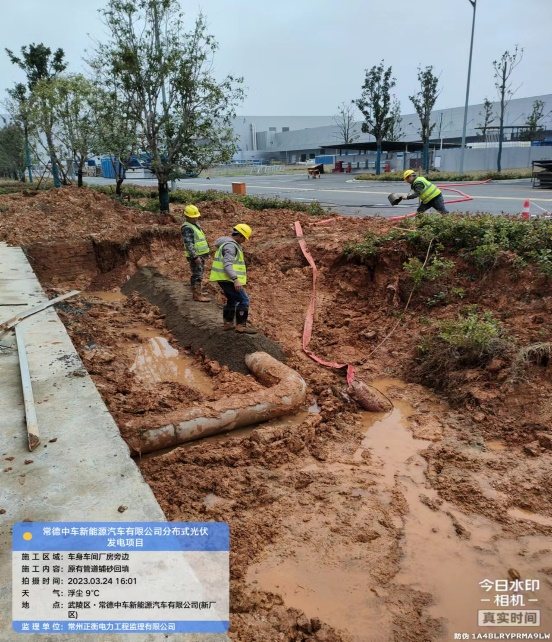 常德中车新能源汽车有限公司分布式光伏
发电项目
施工区域：车身车间厂房旁边
施工内容：原有管道铺砂回填
拍摄时间：2023.03.24 16:01
天 气：浮尘 9℃
地 点：武陵区·常德中车新能源汽车有限公司(新厂
区)
监理单位：常州正衡电力工程监理有限公司
今日水印
相机
真实时间
防伪 1A4BLRYPRMA9LW